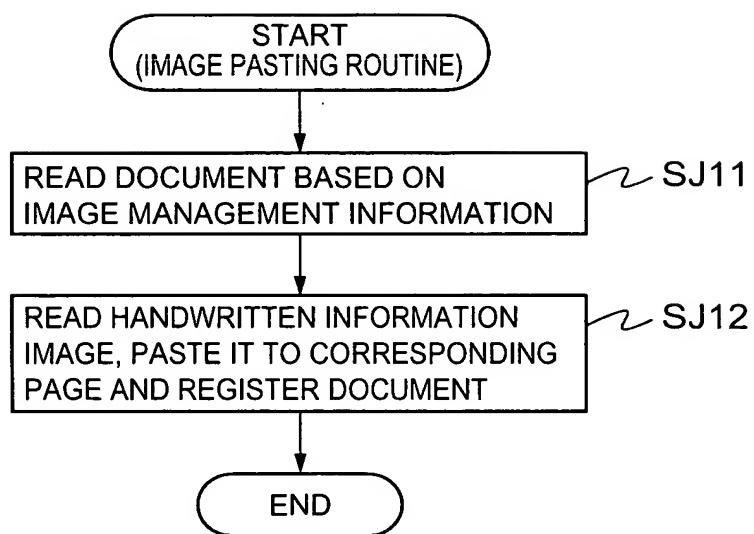 START
(IMAGE PASTING ROUTINE)
READ DOCUMENT BASED ON
IMAGE MANAGEMENT INFORMATION
SJ11
READ HANDWRITTEN INFORMATION
IMAGE, PASTE IT TO CORRESPONDING
PAGE AND REGISTER DOCUMENT
SJ12
END